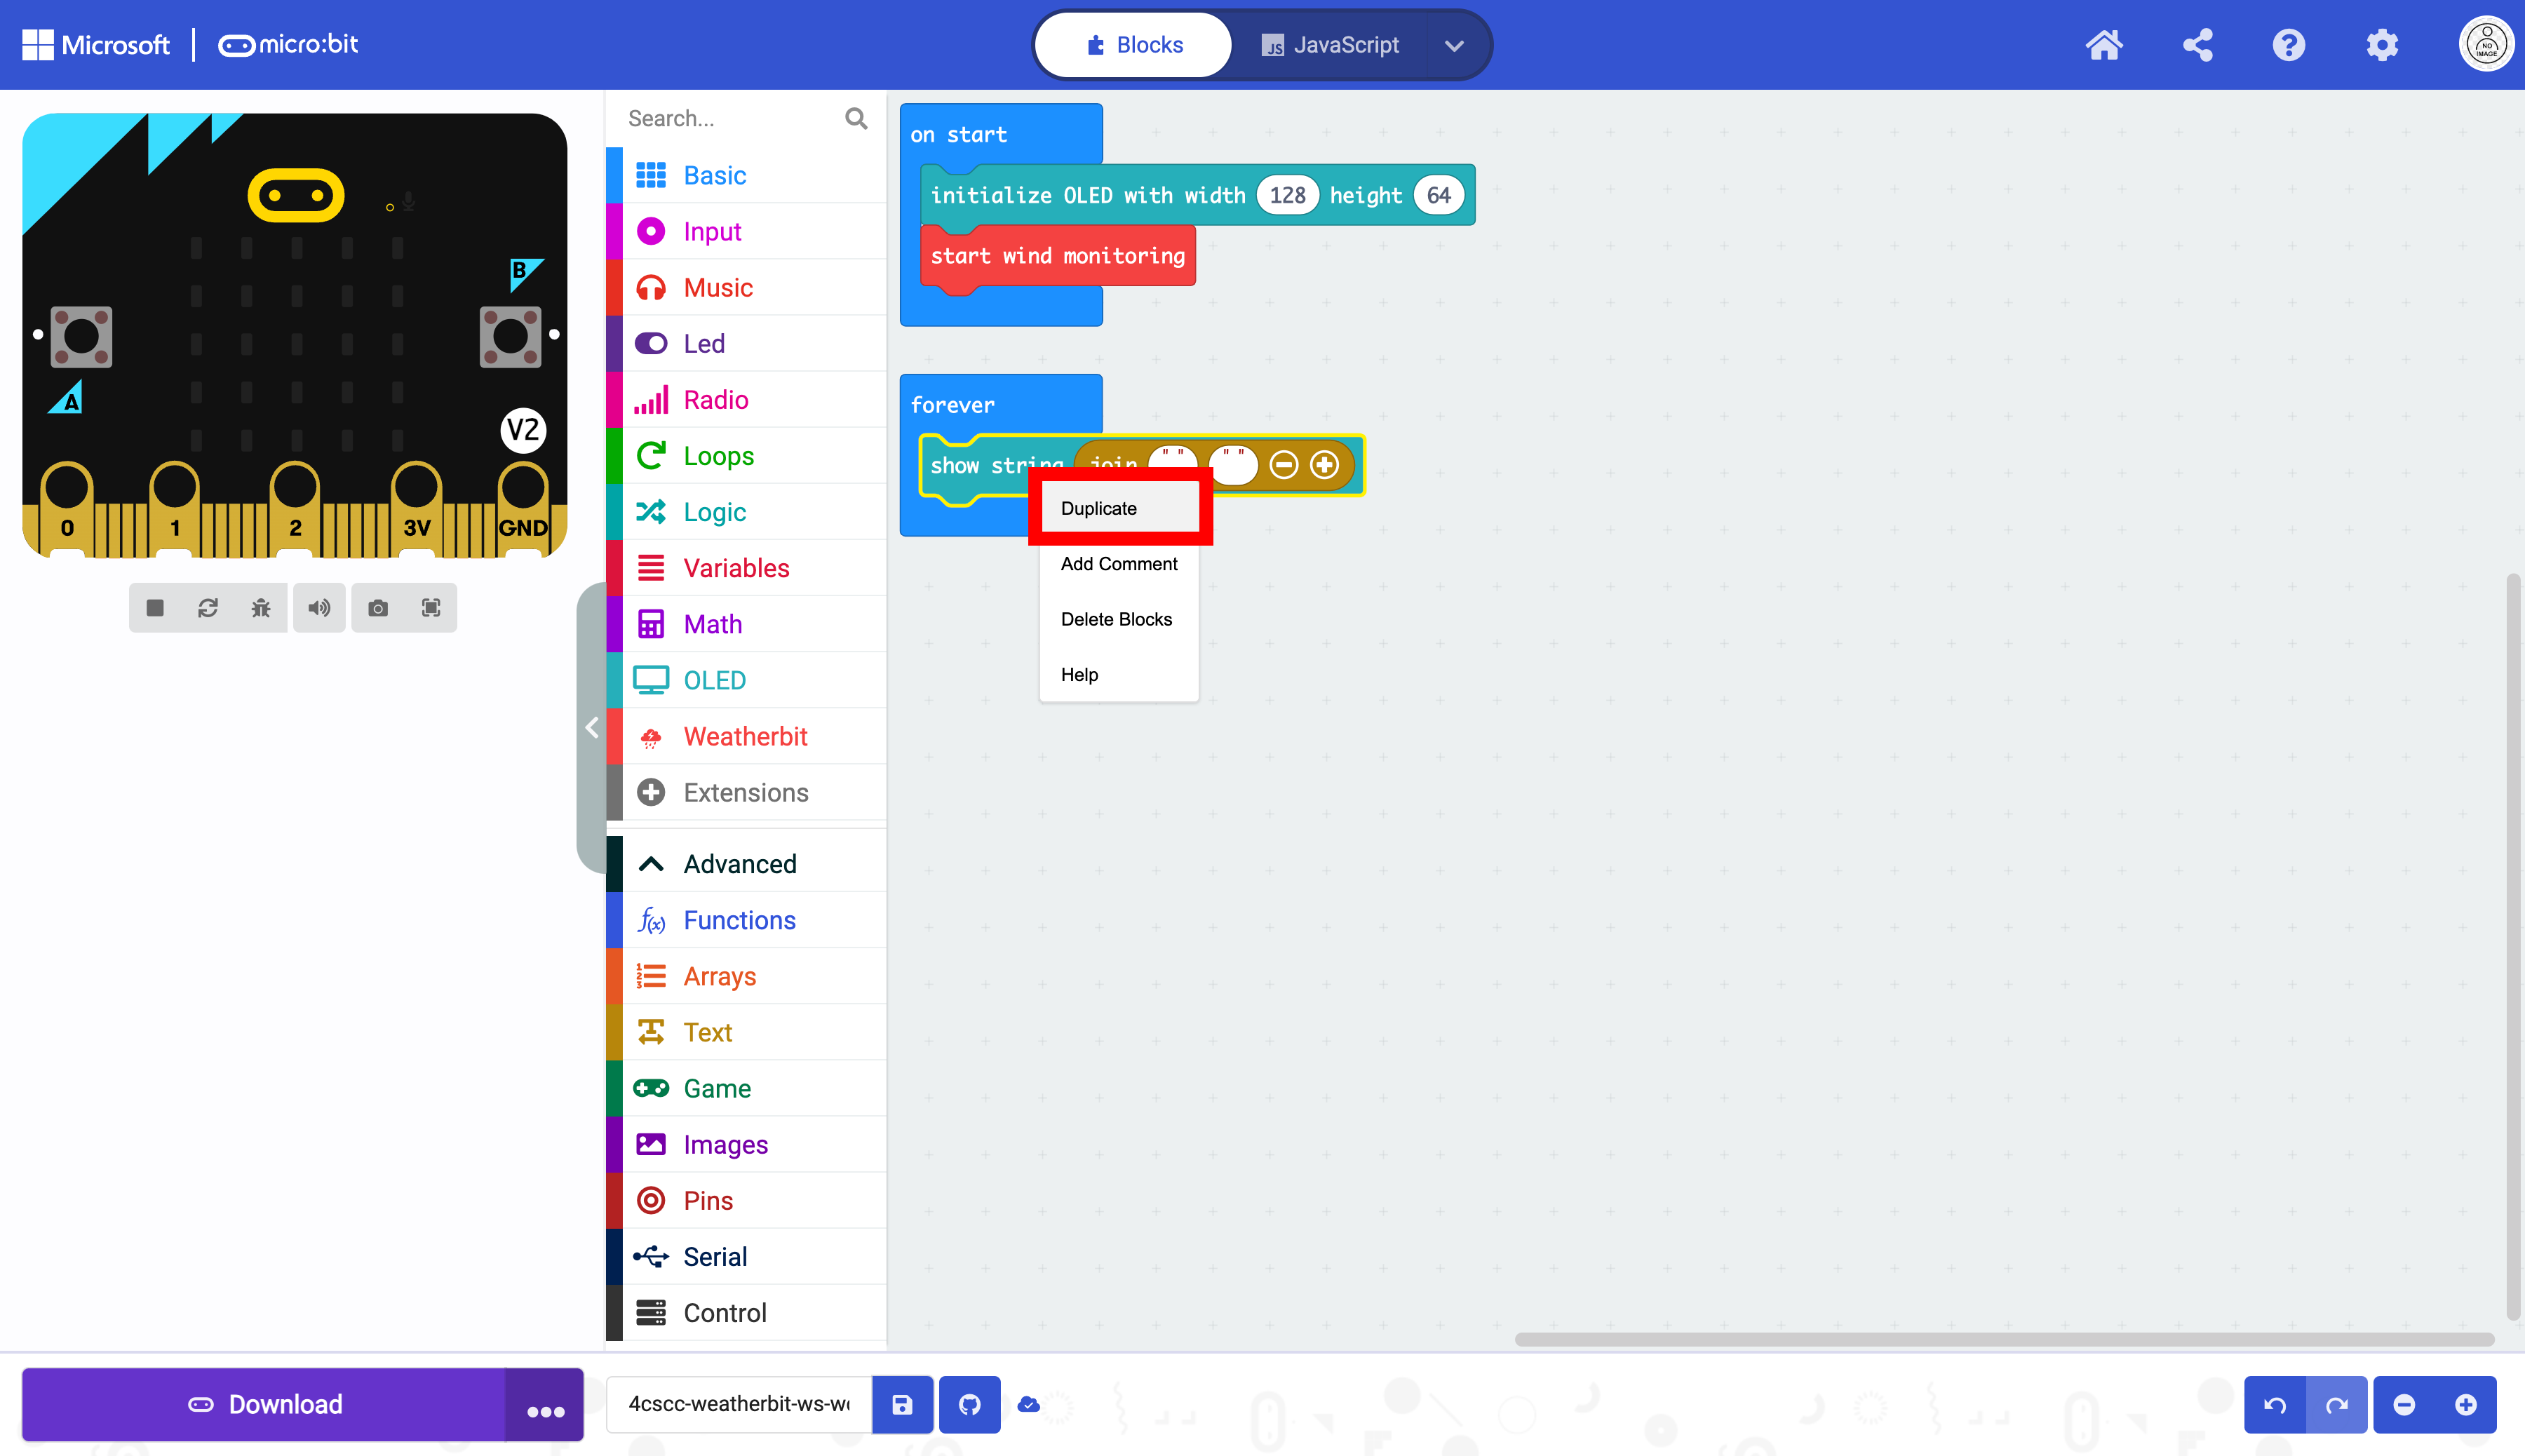 Microsoft micro:bit
Blocks
JS JavaScript
NO IMAGE
B
A
V2
0 1 2 3V GND
Search...
Basic
Input
Music
Led
Radio
Loops
Logic
Variables
Math
OLED
Weatherbit
Extensions
Advanced
f(x) Functions
Arrays
Text
Game
Images
Pins
Serial
Control
on start
initialize OLED with width 128 height 64
start wind monitoring
forever
show string join " " " "
Duplicate
Add Comment
Delete Blocks
Help
Download
4cscc-weatherbit-ws-w